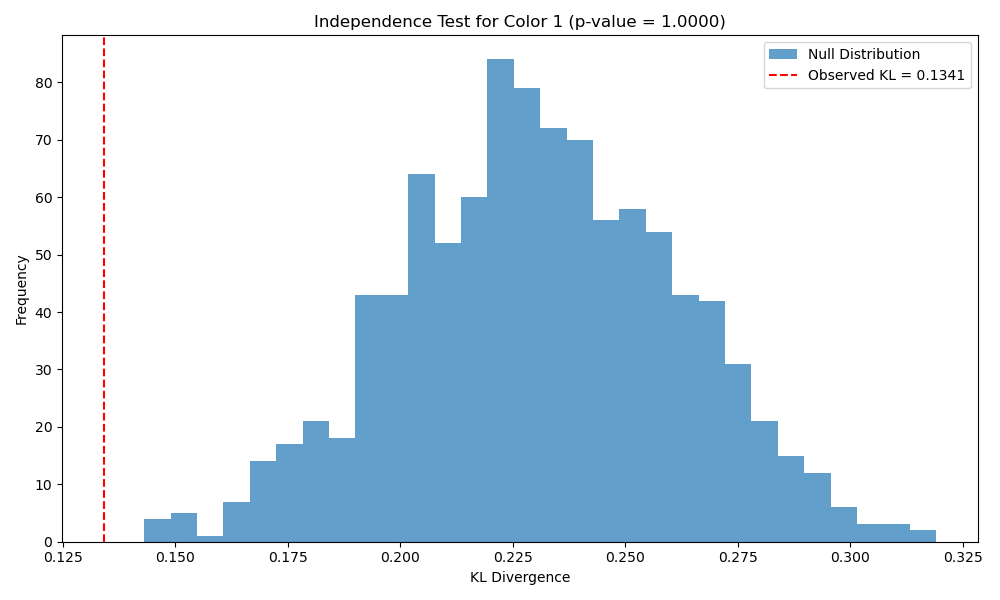 Independence Test for Color 1 (p-value = 1.0000)
Null Distribution
Observed KL = 0.1341
Frequency
80
70
60
50
40
30
20
10
0
0.125 0.150 0.175 0.200 0.225 0.250 0.275 0.300 0.325
KL Divergence